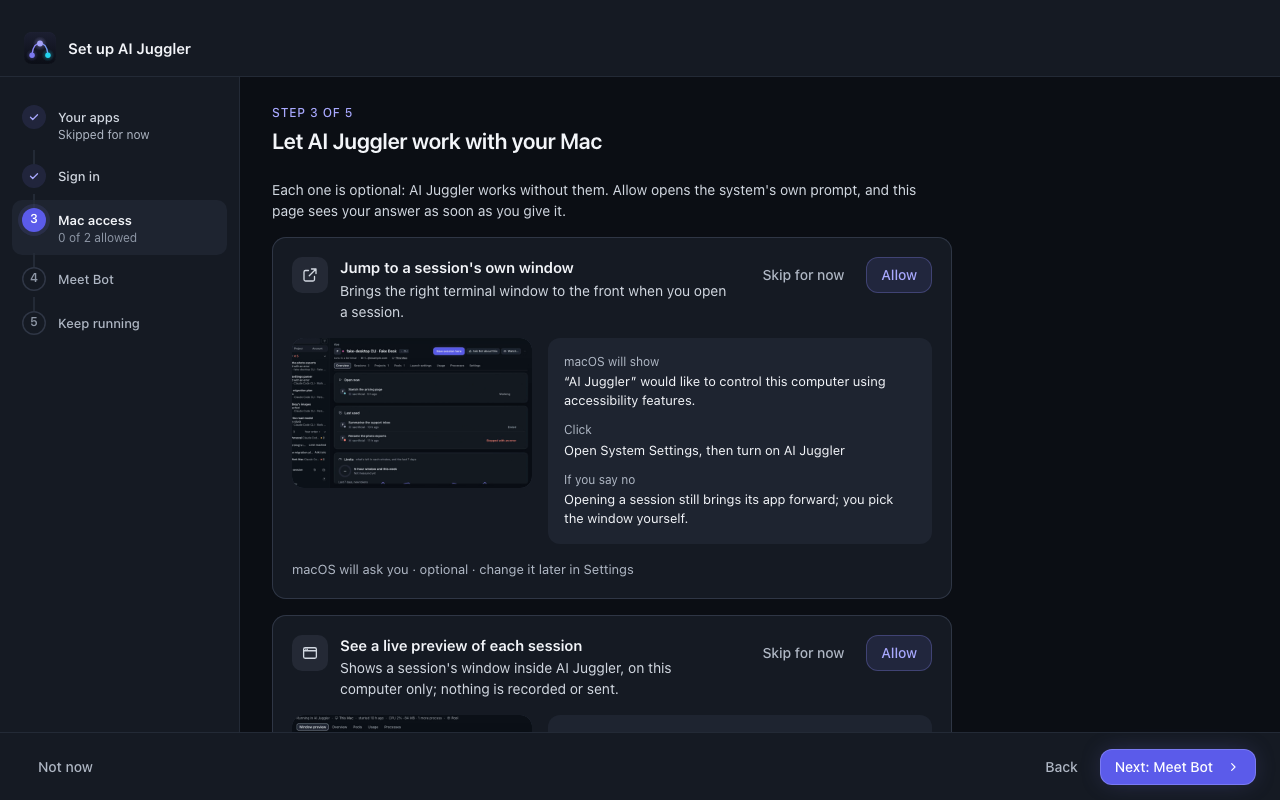 Set up AI Juggler
Your apps
Skipped for now
Sign in
3
Mac access
0 of 2 allowed
4
Meet Bot
5
Keep running
STEP 3 OF 5
Let AI Juggler work with your Mac
Each one is optional: AI Juggler works without them. Allow opens the system's own prompt, and this
page sees your answer as soon as you give it.
Jump to a session's own window
Brings the right terminal window to the front when you open
a session.
Skip for now
Allow
macOS will show
“AI Juggler” would like to control this computer using
accessibility features.
Click
Open System Settings, then turn on AI Juggler
If you say no
Opening a session still brings its app forward; you pick
the window yourself.
macOS will ask you · optional · change it later in Settings
See a live preview of each session
Shows a session's window inside AI Juggler, on this
computer only; nothing is recorded or sent.
Skip for now
Allow
Window preview Overview Tools Usage Processes
Not now
Back
Next: Meet Bot